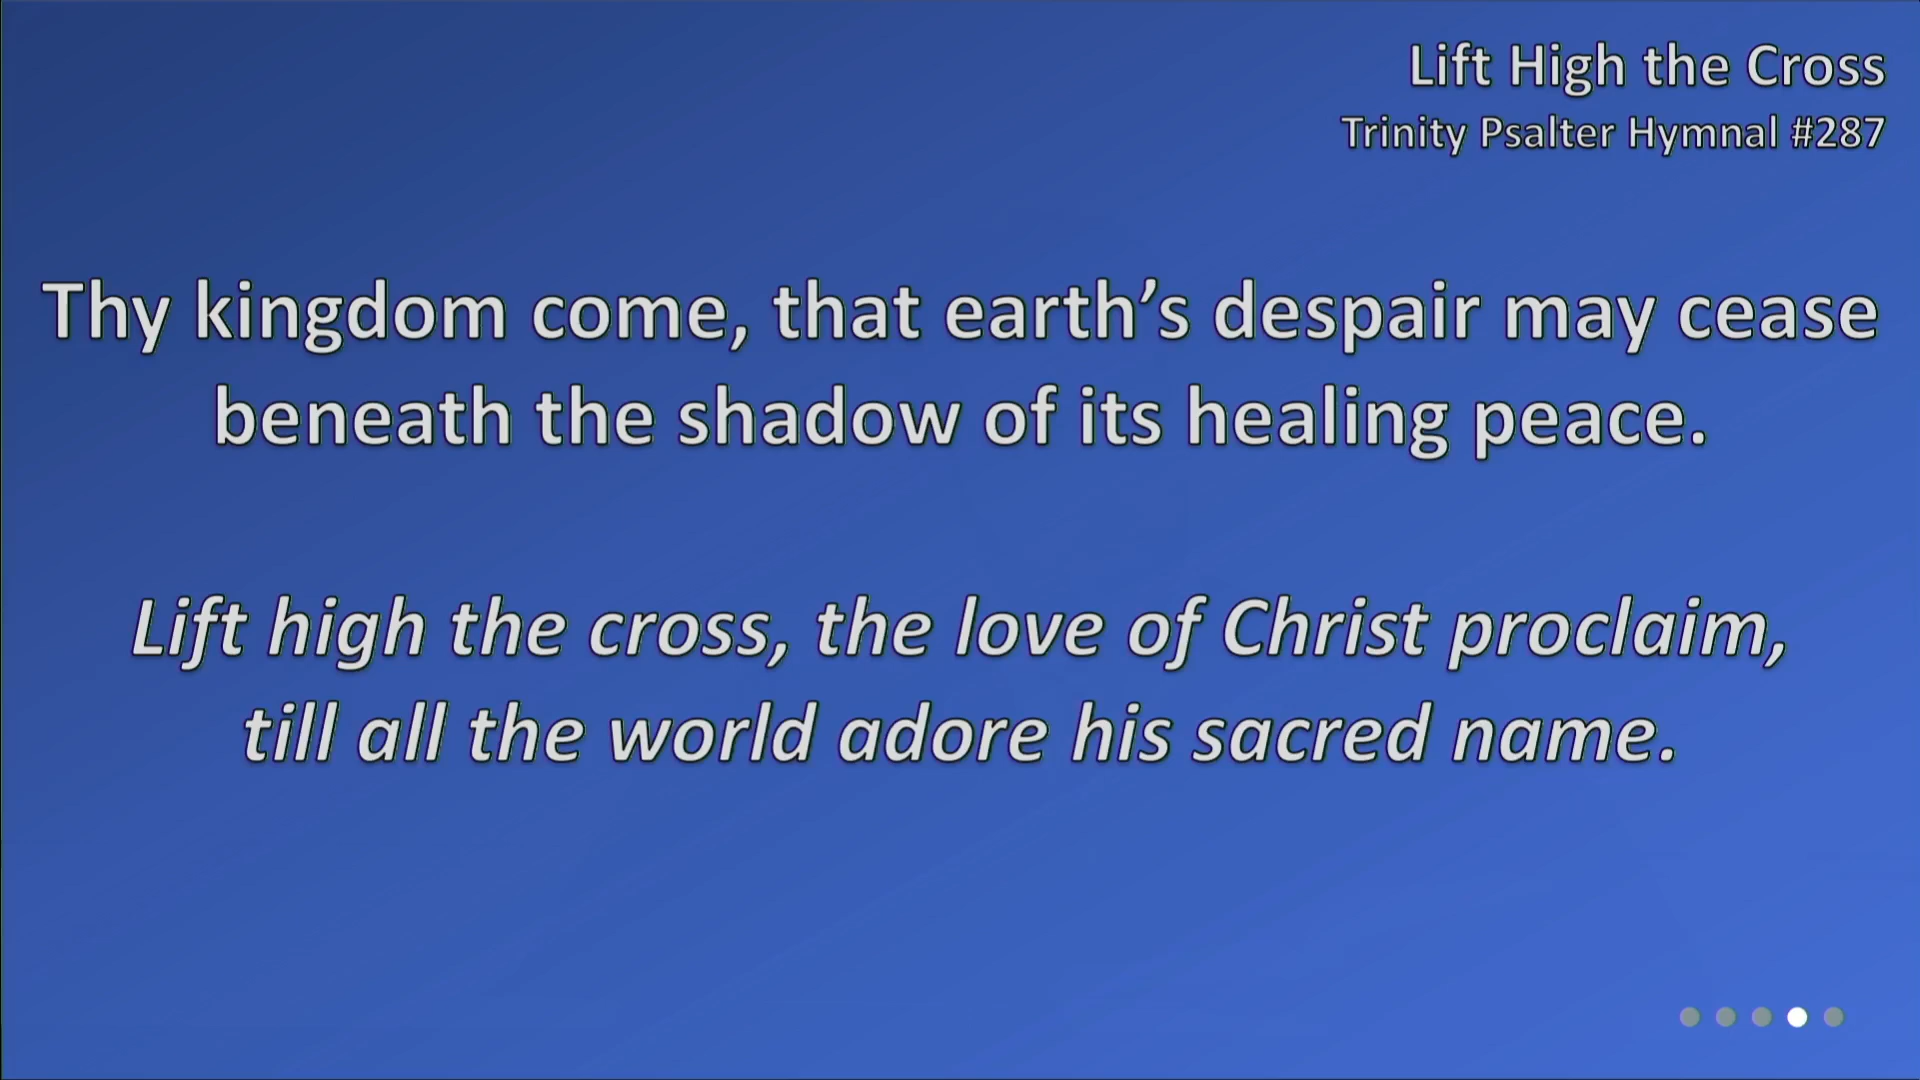 Lift High the Cross
Trinity Psalter Hymnal #287
Thy kingdom come, that earth’s despair may cease
beneath the shadow of its healing peace.
Lift high the cross, the love of Christ proclaim,
till all the world adore his sacred name.